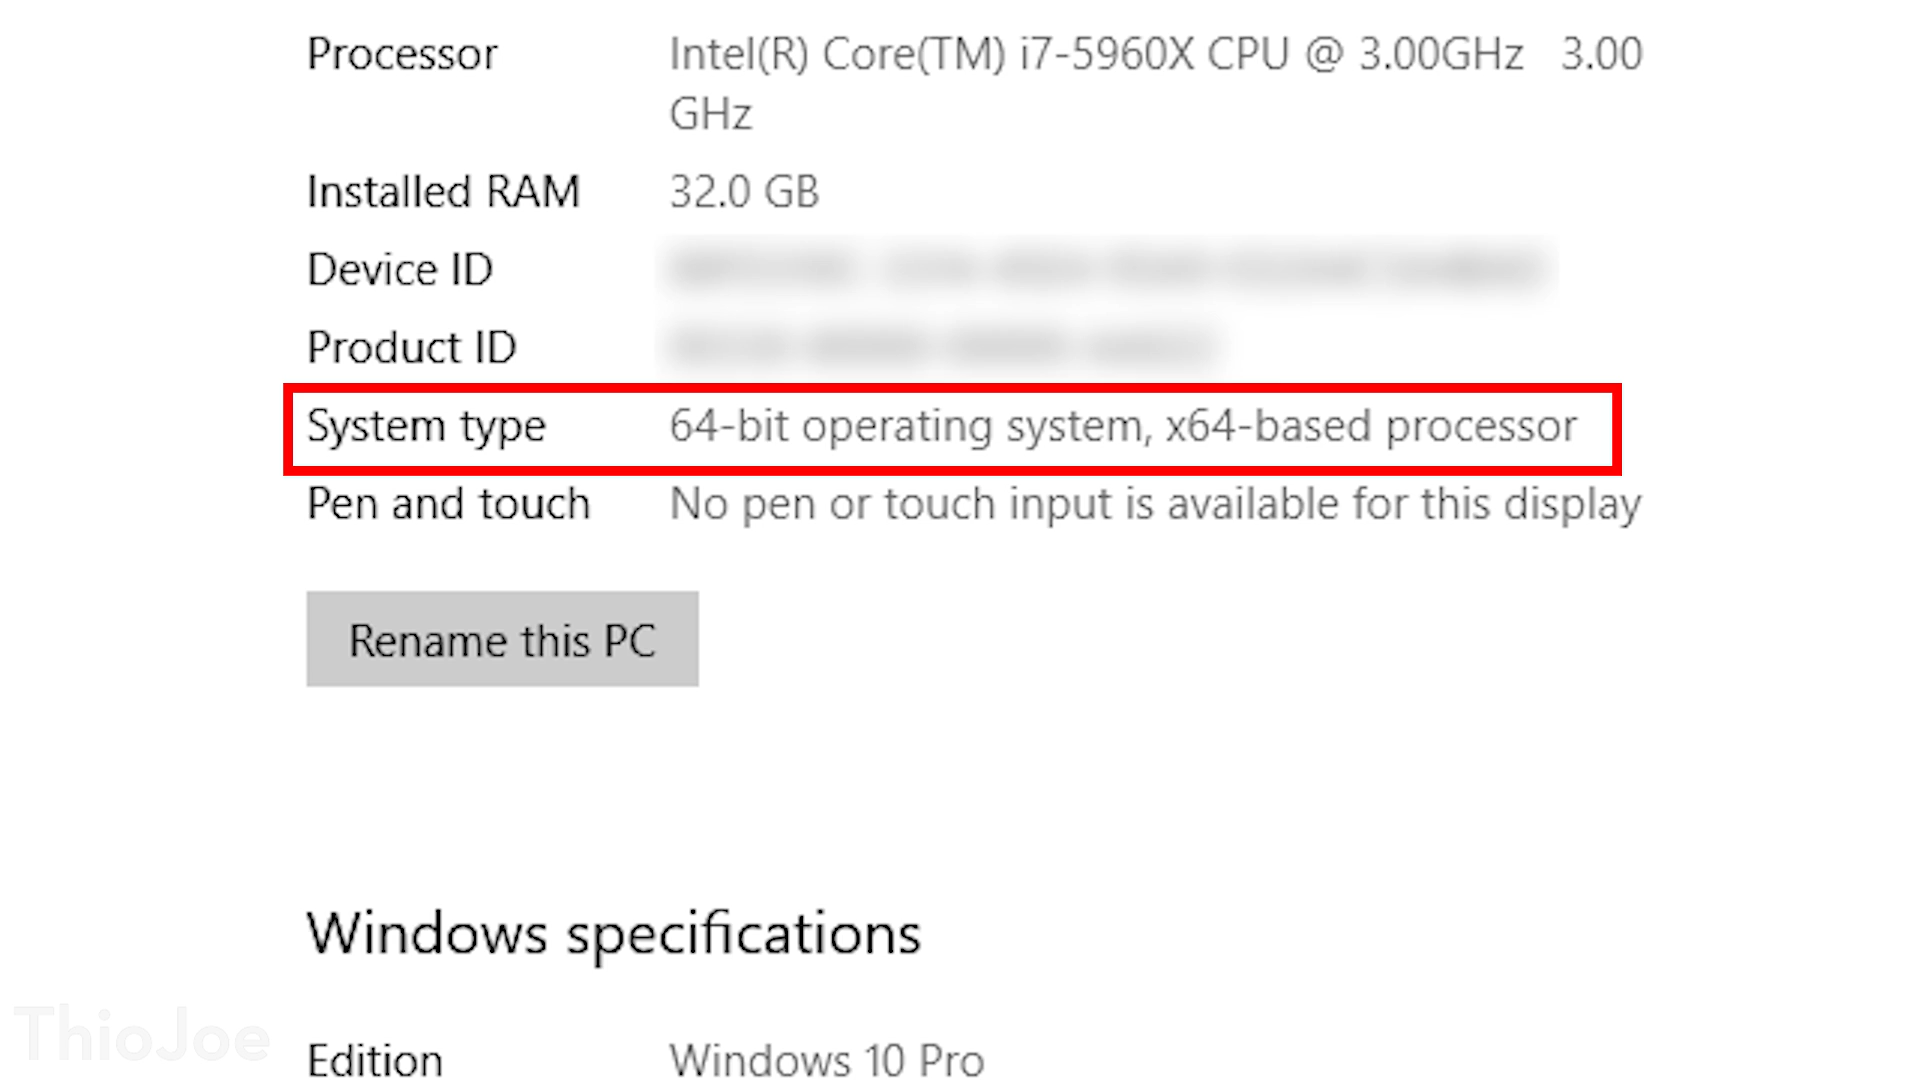 Processor Intel(R) Core(TM) i7-5960X CPU @ 3.00GHz 3.00
GHz
Installed RAM 32.0 GB
Device ID
Product ID
System type 64-bit operating system, x64-based processor
Pen and touch No pen or touch input is available for this display
Rename this PC
Windows specifications
ThioJoe
Edition Windows 10 Pro